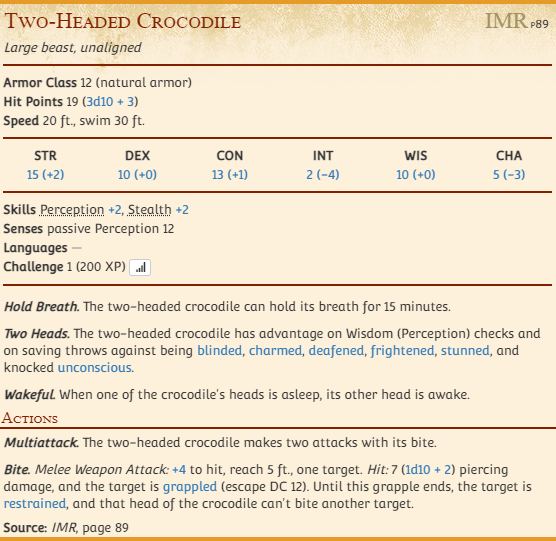 Two-Headed Crocodile IMR P89
Large beast, unaligned
Armor Class 12 (natural armor)
Hit Points 19 (3d10 + 3)
Speed 20 ft., swim 30 ft.
STR DEX CON INT WIS CHA
15 (+2) 10 (+0) 13 (+1) 2 (−4) 10 (+0) 5 (−3)
Skills Perception +2, Stealth +2
Senses passive Perception 12
Languages —
Challenge 1 (200 XP)
Hold Breath. The two-headed crocodile can hold its breath for 15 minutes.
Two Heads. The two-headed crocodile has advantage on Wisdom (Perception) checks and
on saving throws against being blinded, charmed, deafened, frightened, stunned, and
knocked unconscious.
Wakeful. When one of the crocodile's heads is asleep, its other head is awake.
Actions
Multiattack. The two-headed crocodile makes two attacks with its bite.
Bite. Melee Weapon Attack: +4 to hit, reach 5 ft., one target. Hit: 7 (1d10 + 2) piercing
damage, and the target is grappled (escape DC 12). Until this grapple ends, the target is
restrained, and that head of the crocodile can't bite another target.
Source: IMR, page 89